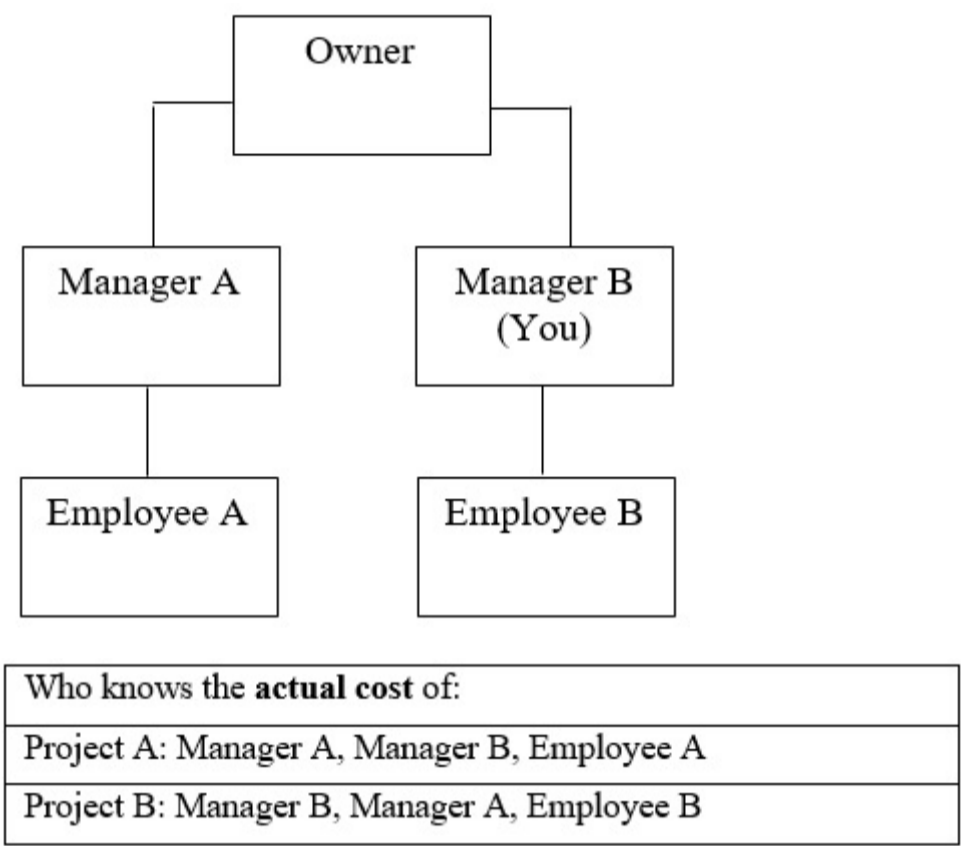 Owner
Manager A
Manager B
(You)
Employee A
Employee B
Who knows the actual cost of:
Project A: Manager A, Manager B, Employee A
Project B: Manager B, Manager A, Employee B